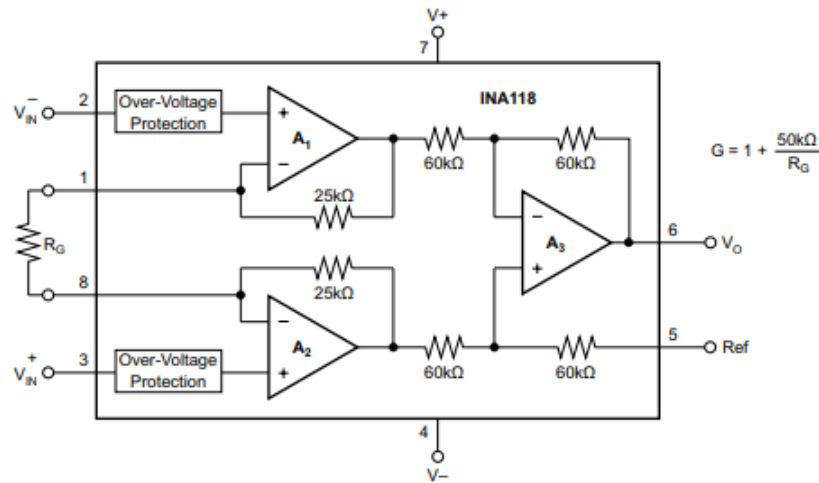 V+
7
INA118
V–IN
2
Over-Voltage
Protection
+
A1
–
60kΩ
60kΩ
G = 1 + 50kΩ
RG
1
25kΩ
RG
–
A3
+
6
VO
8
25kΩ
–
A2
+
V+IN
3
Over-Voltage
Protection
60kΩ
60kΩ
5
Ref
4
V–